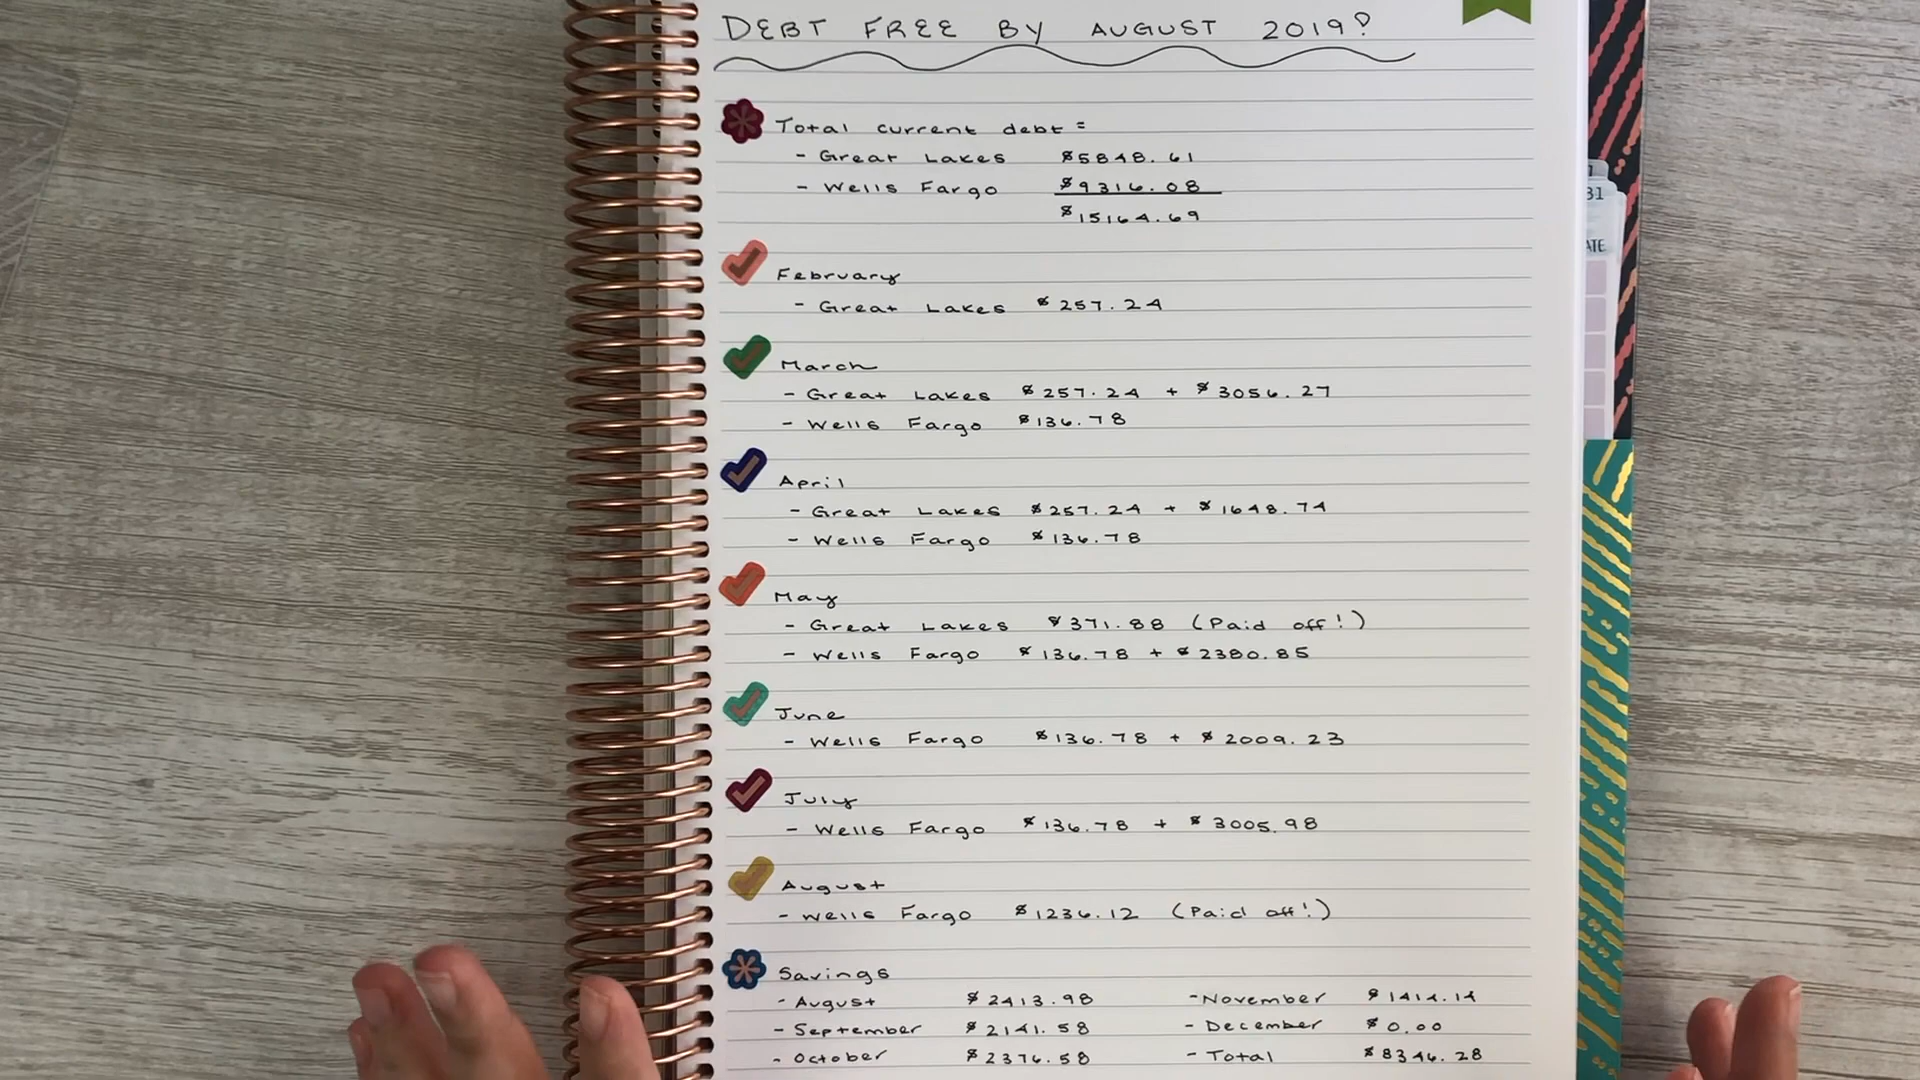 DEBT FREE BY AUGUST 2019?
Total current debt =
- Great Lakes $5848.61
- Wells Fargo $9316.08
$15164.69
February
- Great Lakes $257.24
March
- Great Lakes $257.24 + $3056.27
- Wells Fargo $136.78
April
- Great Lakes $257.24 + $1648.74
- Wells Fargo $136.78
May
- Great Lakes $371.88 (Paid off!)
- Wells Fargo $136.78 + $2380.85
June
- Wells Fargo $136.78 + $2009.23
July
- Wells Fargo $136.78 + $3005.98
August
- Wells Fargo $1236.12 (Paid off!)
Savings
- August $2413.98 - November $1414.14
- September $2141.58 - December $0.00
- October $2376.58 - Total $8346.28
31